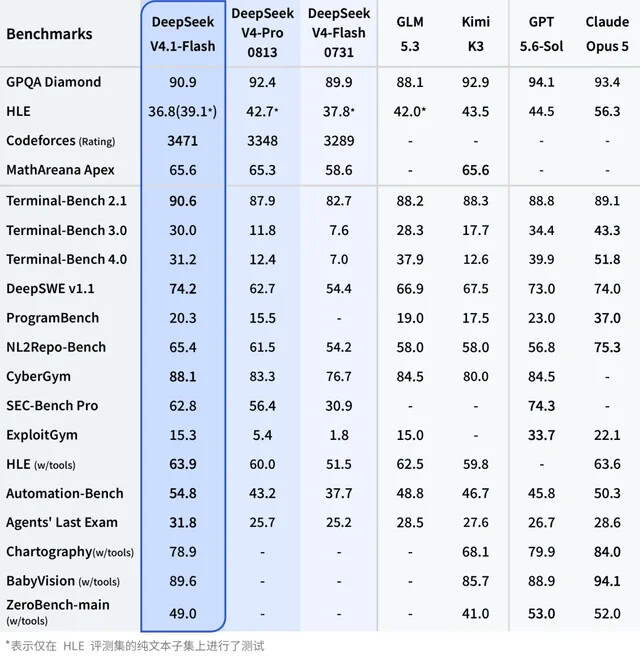 Benchmarks DeepSeek V4.1-Flash DeepSeek V4-Pro 0813 DeepSeek V4-Flash 0731 GLM 5.3 Kimi K3 GPT 5.6-Sol Claude Opus 5
GPQA Diamond 90.9 92.4 89.9 88.1 92.9 94.1 93.4
HLE 36.8(39.1*) 42.7* 37.8* 42.0* 43.5 44.5 56.3
Codeforces (Rating) 3471 3348 3289 - - - -
MathAreana Apex 65.6 65.3 58.6 - 65.6 - -
Terminal-Bench 2.1 90.6 87.9 82.7 88.2 88.3 88.8 89.1
Terminal-Bench 3.0 30.0 11.8 7.6 28.3 17.7 34.4 43.3
Terminal-Bench 4.0 31.2 12.4 7.0 37.9 12.6 39.9 51.8
DeepSWE v1.1 74.2 62.7 54.4 66.9 67.5 73.0 74.0
ProgramBench 20.3 15.5 - 19.0 17.5 23.0 37.0
NL2Repo-Bench 65.4 61.5 54.2 58.0 58.0 56.8 75.3
CyberGym 88.1 83.3 76.7 84.5 80.0 84.5 -
SEC-Bench Pro 62.8 56.4 30.9 - - 74.3 -
ExploitGym 15.3 5.4 1.8 15.0 - 33.7 22.1
HLE (w/tools) 63.9 60.0 51.5 62.5 59.8 - 63.6
Automation-Bench 54.8 43.2 37.7 48.8 46.7 45.8 50.3
Agents' Last Exam 31.8 25.7 25.2 28.5 27.6 26.7 28.6
Chartography(w/tools) 78.9 - - - 68.1 79.9 84.0
BabyVision (w/tools) 89.6 - - - 85.7 88.9 94.1
ZeroBench-main (w/tools) 49.0 - - - 41.0 53.0 52.0
*表示仅在 HLE 评测集的纯文本子集上进行了测试